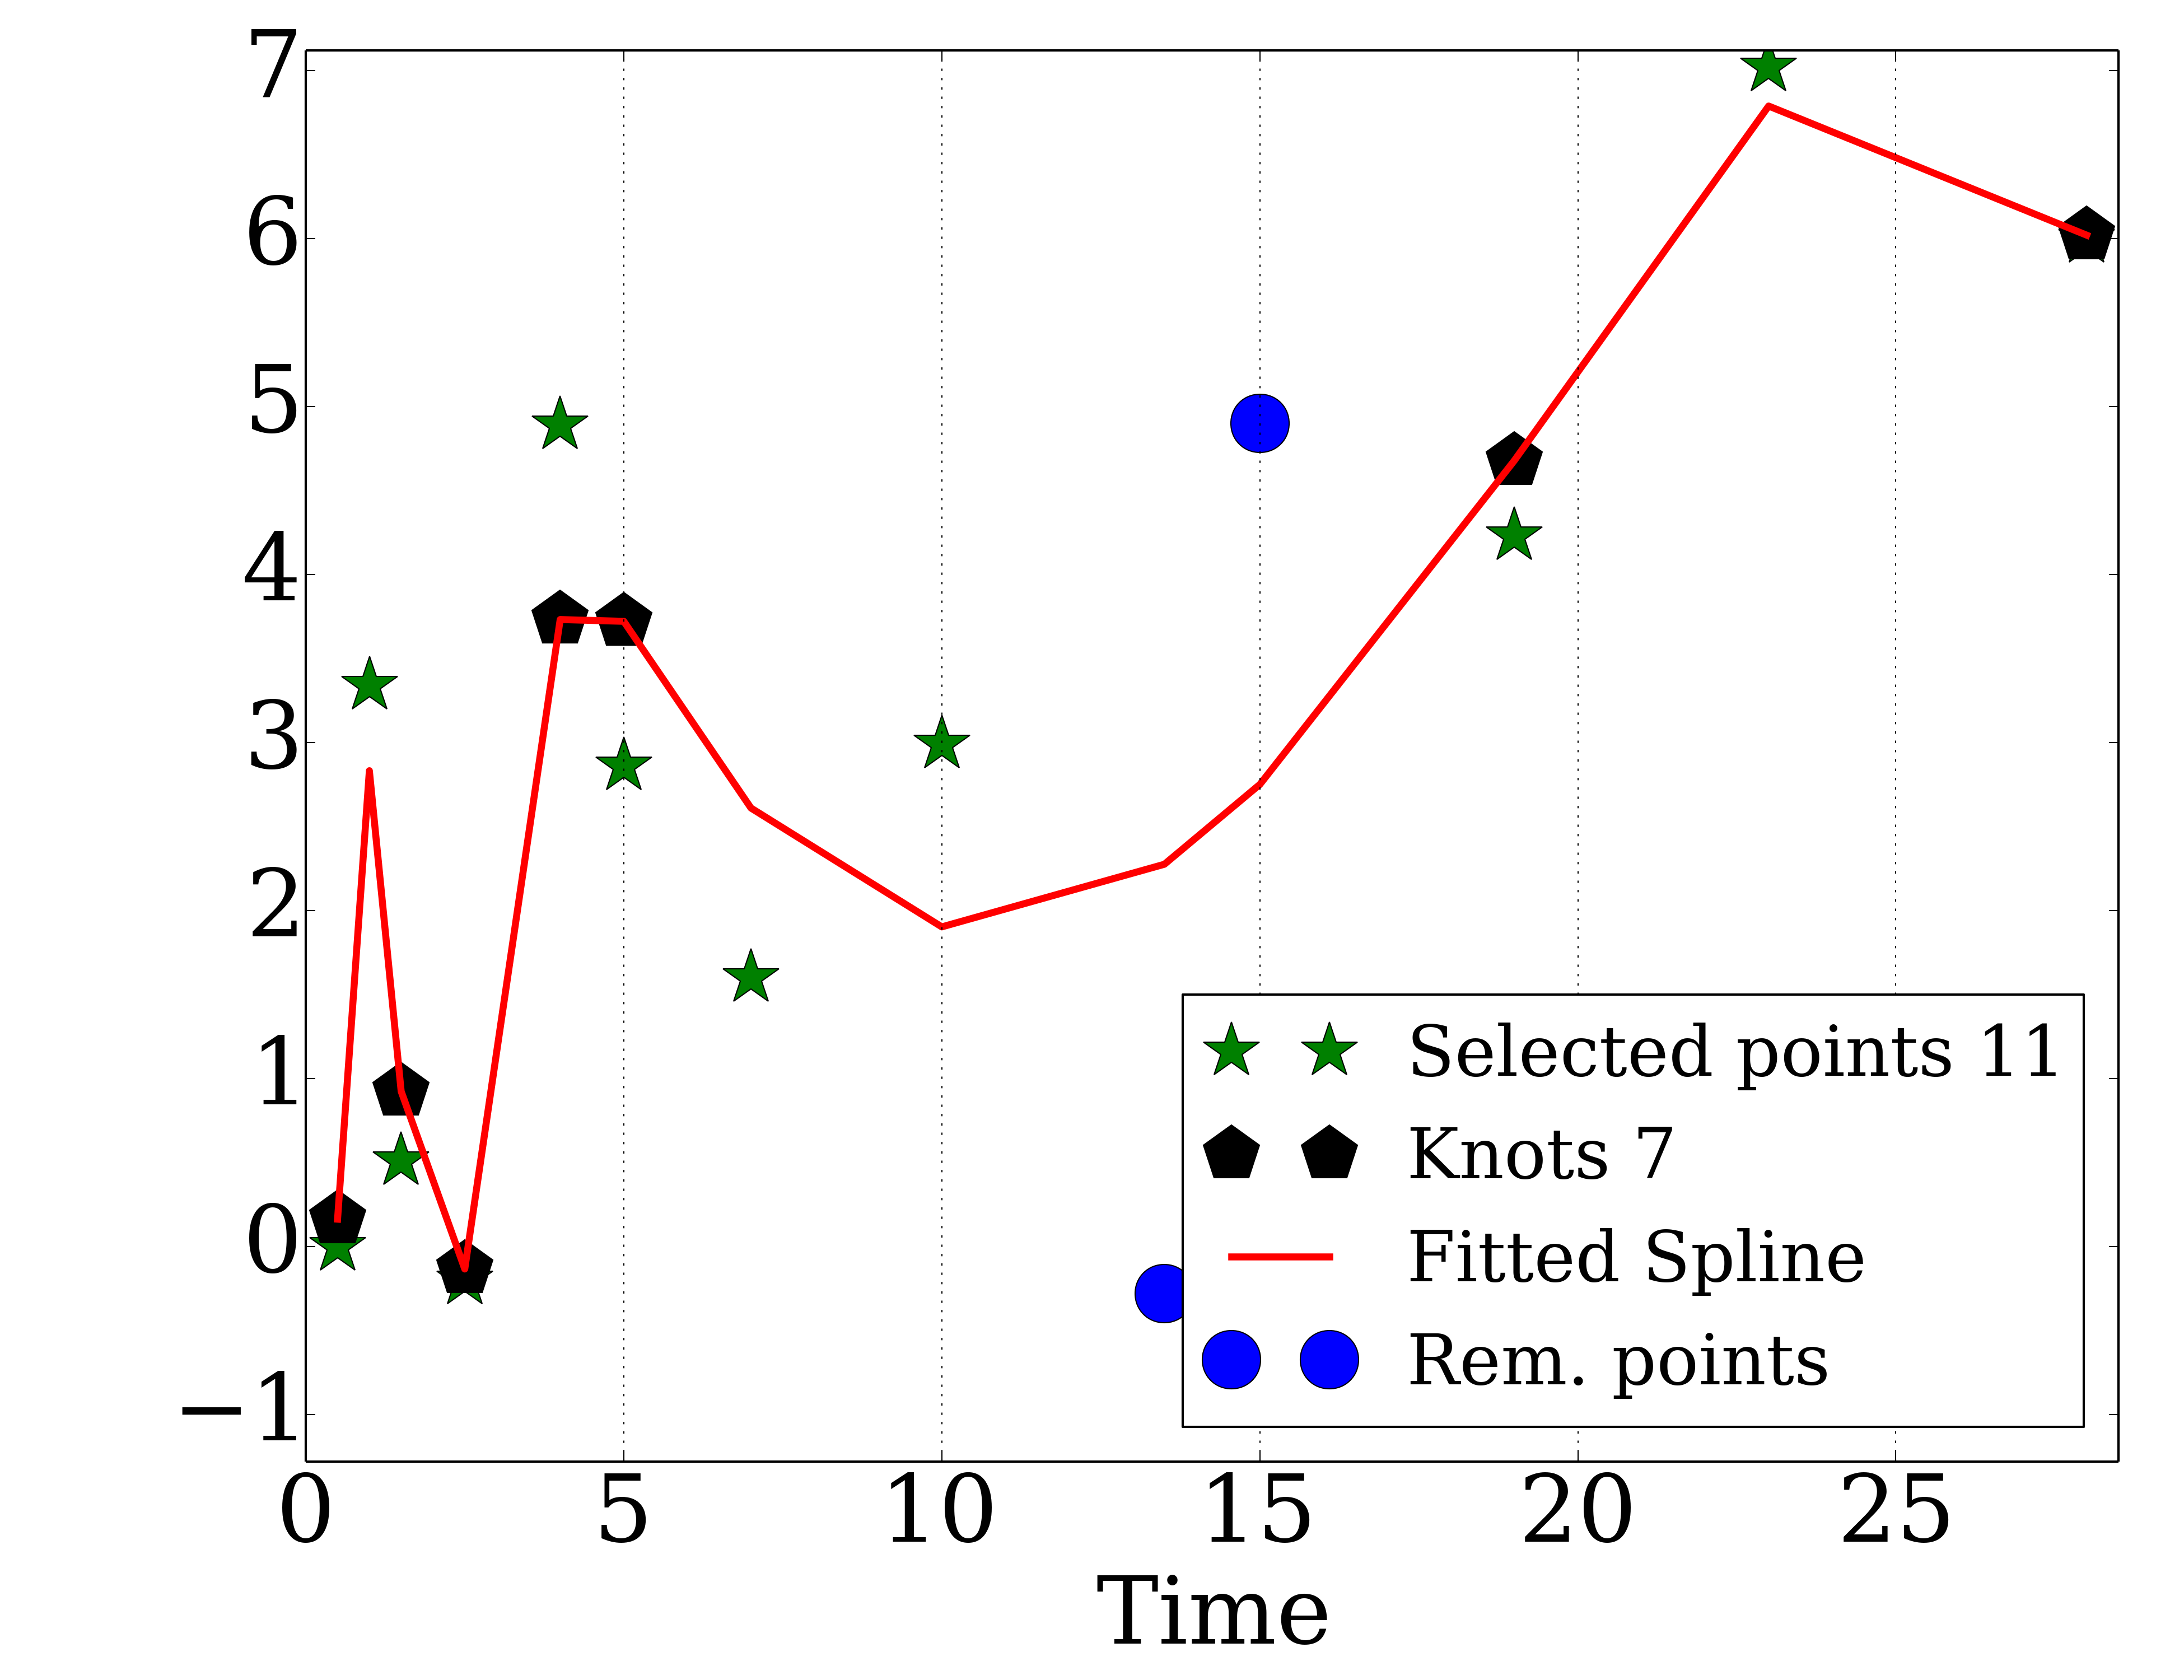 7
6
5
4
3
2
1
0
−1
Selected points 11
Knots 7
Fitted Spline
Rem. points
0 5 10 15 20 25
Time